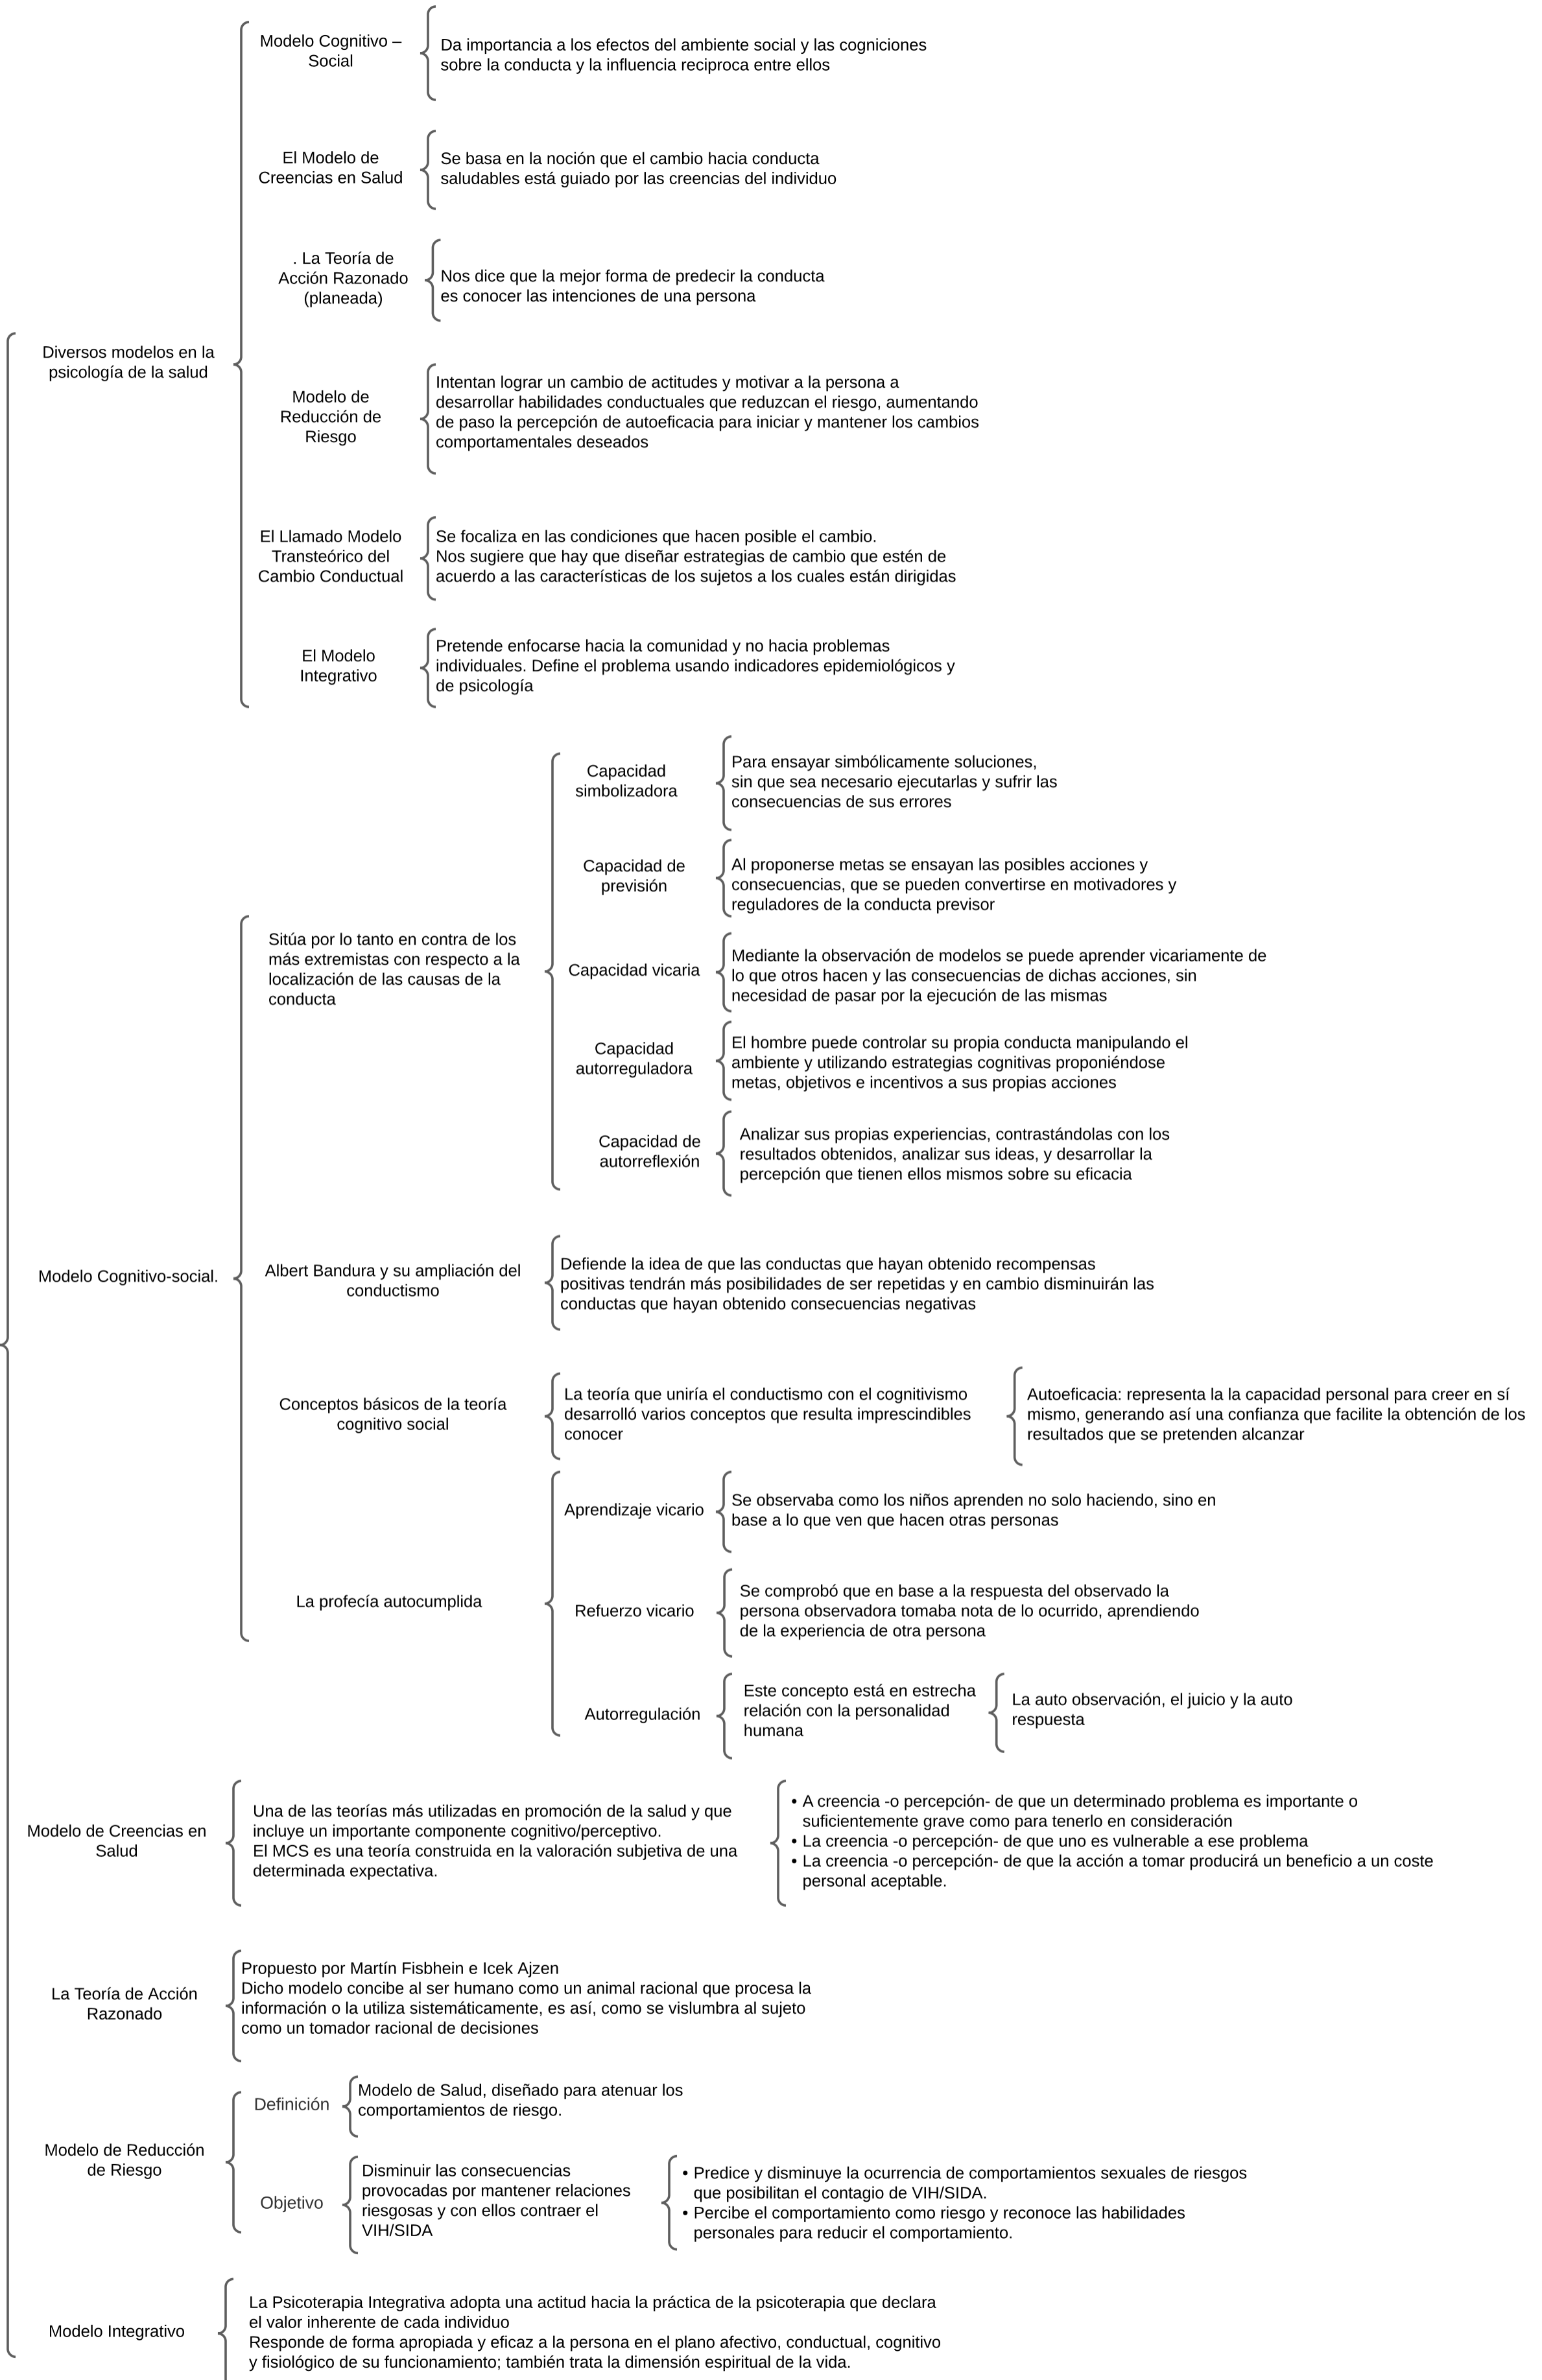 Diversos modelos en la
psicología de la salud
Modelo Cognitivo –
Social
Da importancia a los efectos del ambiente social y las cogniciones
sobre la conducta y la influencia reciproca entre ellos
El Modelo de
Creencias en Salud
Se basa en la noción que el cambio hacia conducta
saludables está guiado por las creencias del individuo
. La Teoría de
Acción Razonado
(planeada)
Nos dice que la mejor forma de predecir la conducta
es conocer las intenciones de una persona
Modelo de
Reducción de
Riesgo
Intentan lograr un cambio de actitudes y motivar a la persona a
desarrollar habilidades conductuales que reduzcan el riesgo, aumentando
de paso la percepción de autoeficacia para iniciar y mantener los cambios
comportamentales deseados
El Llamado Modelo
Transteórico del
Cambio Conductual
Se focaliza en las condiciones que hacen posible el cambio.
Nos sugiere que hay que diseñar estrategias de cambio que estén de
acuerdo a las características de los sujetos a los cuales están dirigidas
El Modelo
Integrativo
Pretende enfocarse hacia la comunidad y no hacia problemas
individuales. Define el problema usando indicadores epidemiológicos y
de psicología
Modelo Cognitivo-social.
Sitúa por lo tanto en contra de los
más extremistas con respecto a la
localización de las causas de la
conducta
Capacidad
simbolizadora
Para ensayar simbólicamente soluciones,
sin que sea necesario ejecutarlas y sufrir las
consecuencias de sus errores
Capacidad de
previsión
Al proponerse metas se ensayan las posibles acciones y
consecuencias, que se pueden convertirse en motivadores y
reguladores de la conducta previsor
Capacidad vicaria
Mediante la observación de modelos se puede aprender vicariamente de
lo que otros hacen y las consecuencias de dichas acciones, sin
necesidad de pasar por la ejecución de las mismas
Capacidad
autorreguladora
El hombre puede controlar su propia conducta manipulando el
ambiente y utilizando estrategias cognitivas proponiéndose
metas, objetivos e incentivos a sus propias acciones
Capacidad de
autorreflexión
Analizar sus propias experiencias, contrastándolas con los
resultados obtenidos, analizar sus ideas, y desarrollar la
percepción que tienen ellos mismos sobre su eficacia
Albert Bandura y su ampliación del
conductismo
Defiende la idea de que las conductas que hayan obtenido recompensas
positivas tendrán más posibilidades de ser repetidas y en cambio disminuirán las
conductas que hayan obtenido consecuencias negativas
Conceptos básicos de la teoría
cognitivo social
La teoría que uniría el conductismo con el cognitivismo
desarrolló varios conceptos que resulta imprescindibles
conocer
Autoeficacia: representa la la capacidad personal para creer en sí
mismo, generando así una confianza que facilite la obtención de los
resultados que se pretenden alcanzar
La profecía autocumplida
Aprendizaje vicario
Se observaba como los niños aprenden no solo haciendo, sino en
base a lo que ven que hacen otras personas
Refuerzo vicario
Se comprobó que en base a la respuesta del observado la
persona observadora tomaba nota de lo ocurrido, aprendiendo
de la experiencia de otra persona
Autorregulación
Este concepto está en estrecha
relación con la personalidad
humana
La auto observación, el juicio y la auto
respuesta
Modelo de Creencias en
Salud
Una de las teorías más utilizadas en promoción de la salud y que
incluye un importante componente cognitivo/perceptivo.
El MCS es una teoría construida en la valoración subjetiva de una
determinada expectativa.
• A creencia -o percepción- de que un determinado problema es importante o
suficientemente grave como para tenerlo en consideración
• La creencia -o percepción- de que uno es vulnerable a ese problema
• La creencia -o percepción- de que la acción a tomar producirá un beneficio a un coste
personal aceptable.
La Teoría de Acción
Razonado
Propuesto por Martín Fisbhein e Icek Ajzen
Dicho modelo concibe al ser humano como un animal racional que procesa la
información o la utiliza sistemáticamente, es así, como se vislumbra al sujeto
como un tomador racional de decisiones
Modelo de Reducción
de Riesgo
Definición
Modelo de Salud, diseñado para atenuar los
comportamientos de riesgo.
Objetivo
Disminuir las consecuencias
provocadas por mantener relaciones
riesgosas y con ellos contraer el
VIH/SIDA
• Predice y disminuye la ocurrencia de comportamientos sexuales de riesgos
que posibilitan el contagio de VIH/SIDA.
• Percibe el comportamiento como riesgo y reconoce las habilidades
personales para reducir el comportamiento.
Modelo Integrativo
La Psicoterapia Integrativa adopta una actitud hacia la práctica de la psicoterapia que declara
el valor inherente de cada individuo
Responde de forma apropiada y eficaz a la persona en el plano afectivo, conductual, cognitivo
y fisiológico de su funcionamiento; también trata la dimensión espiritual de la vida.